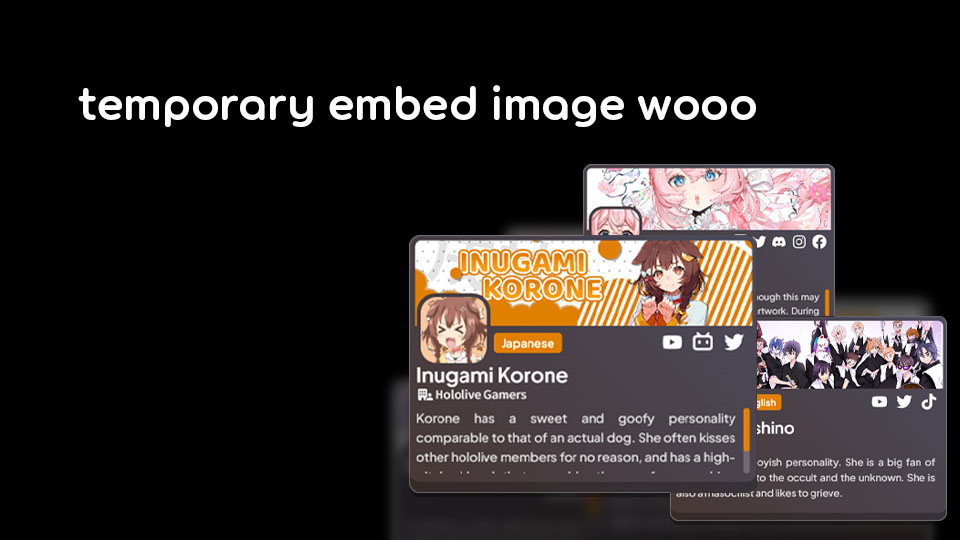 temporary embed image wooo
INUGAMI
KORONE
Japanese
Inugami Korone
Hololive Gamers
Korone has a sweet and goofy personality
comparable to that of an actual dog. She often kisses
other hololive members for no reason, and has a high-
though this may
artwork. During
glish
shino
oyish personality. She is a big fan of
to the occult and the unknown. She is
also a masochist and likes to grieve.